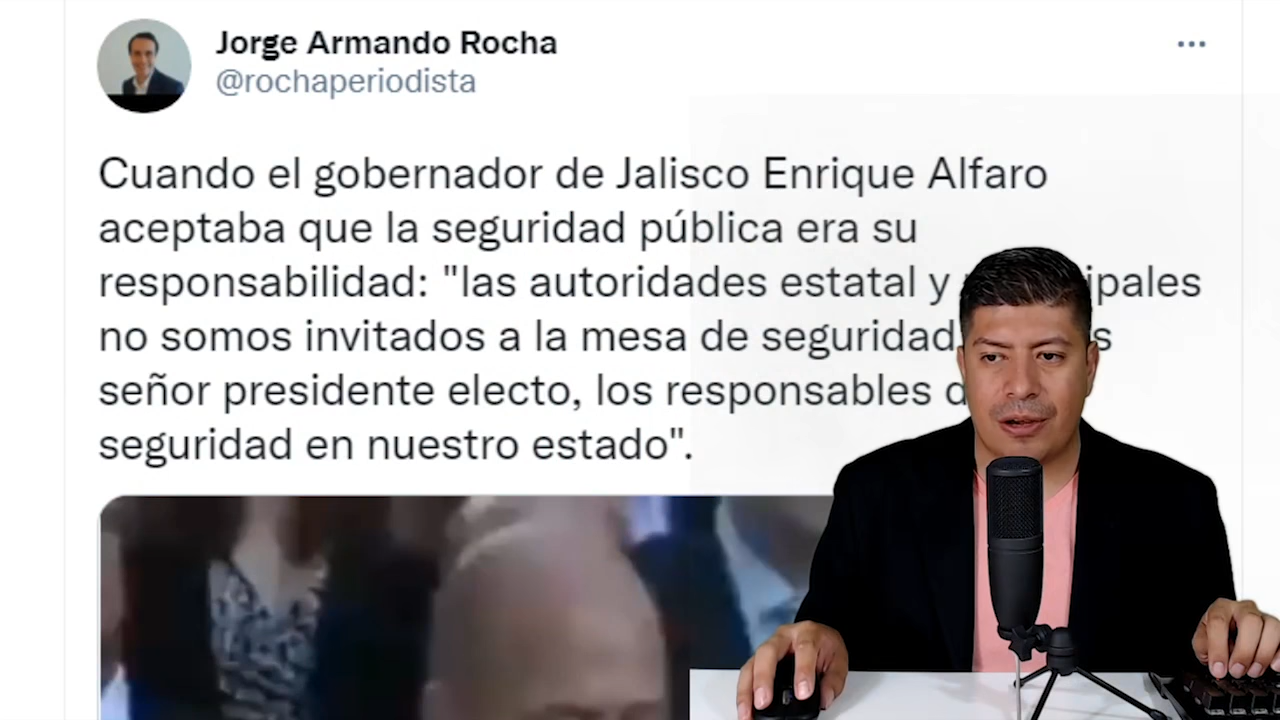 Jorge Armando Rocha
@rochaperiodista
Cuando el gobernador de Jalisco Enrique Alfaro
aceptaba que la seguridad pública era su
responsabilidad: "las autoridades estatal y
no somos invitados a la mesa de seguridad
señor presidente electo, los responsables
seguridad en nuestro estado".